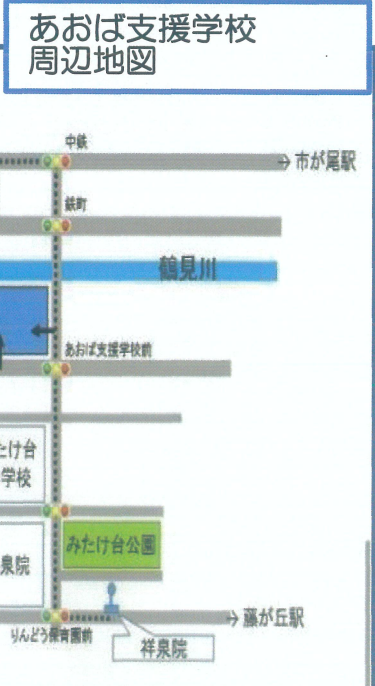 あおば支援学校
周辺地図
中鉄
→ 市が尾駅
鉄町
鶴見川
あおば支援学校前
たけ台
学校
みたけ台公園
泉院
→ 藤が丘駅
りんどう保育園前
祥泉院